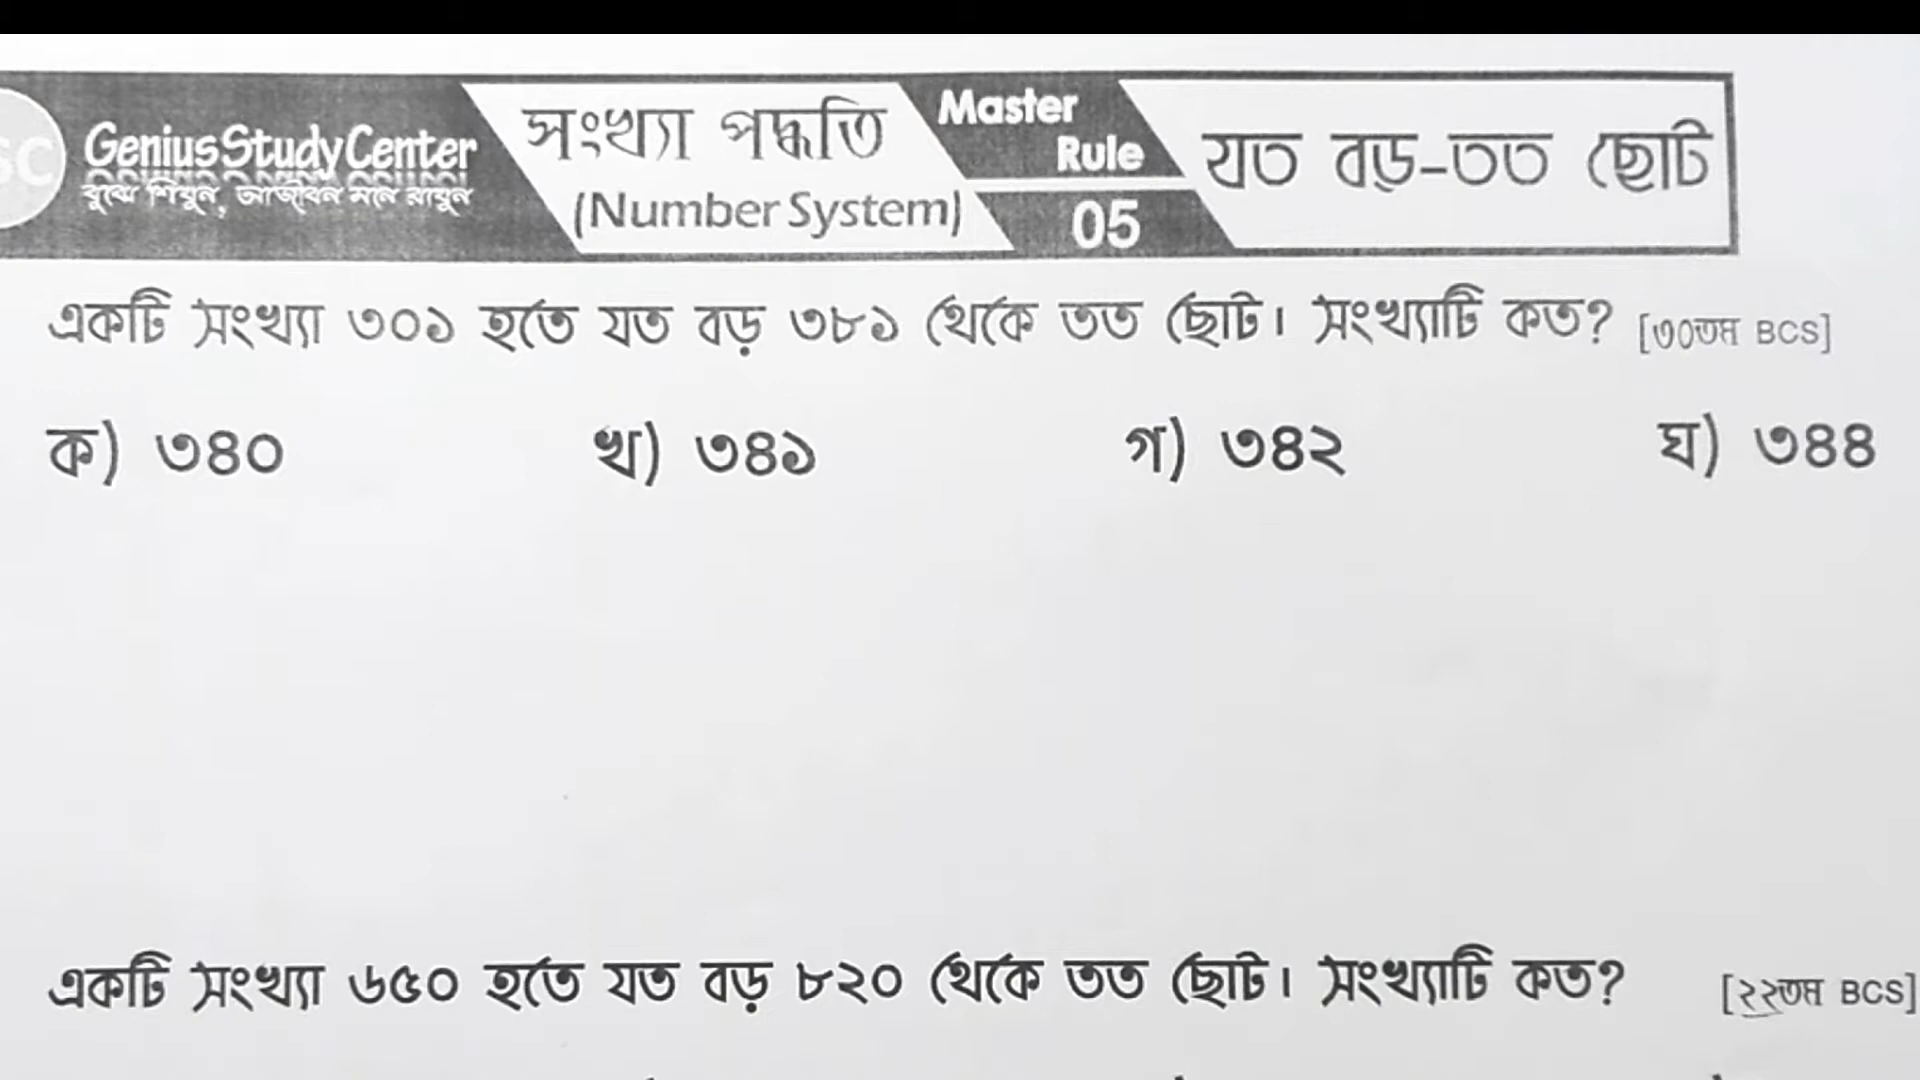 SC
Genius Study Center
বুঝে শিখুন, আজীবন মনে রাখুন
সংখ্যা পদ্ধতি
(Number System)
Master
Rule
05
যত বড়-তত ছোট
একটি সংখ্যা ৩০১ হতে যত বড় ৩৮১ থেকে তত ছোট। সংখ্যাটি কত? [৩০তম BCS]
ক) ৩৪০ খ) ৩৪১ গ) ৩৪২ ঘ) ৩৪৪
একটি সংখ্যা ৬৫০ হতে যত বড় ৮২০ থেকে তত ছোট। সংখ্যাটি কত? [২২তম BCS]